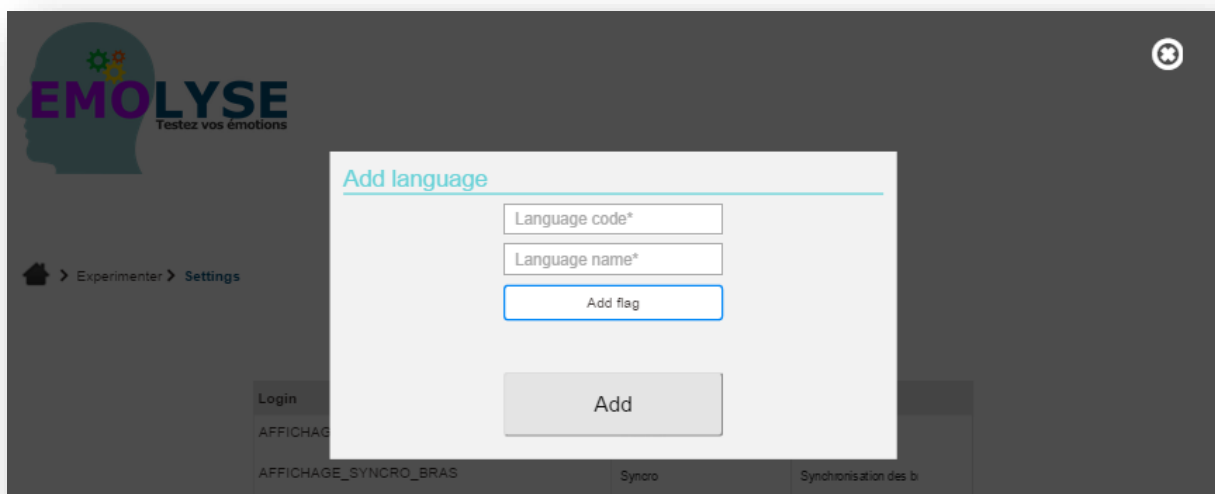 EMOLYSE
Testez vos émotions
Add language
Language code*
Language name*
Experimenter Settings
Add flag
Add
Login
AFFICHAG
AFFICHAGE_SYNCRO_BRAS Syncro Synchronisation des b